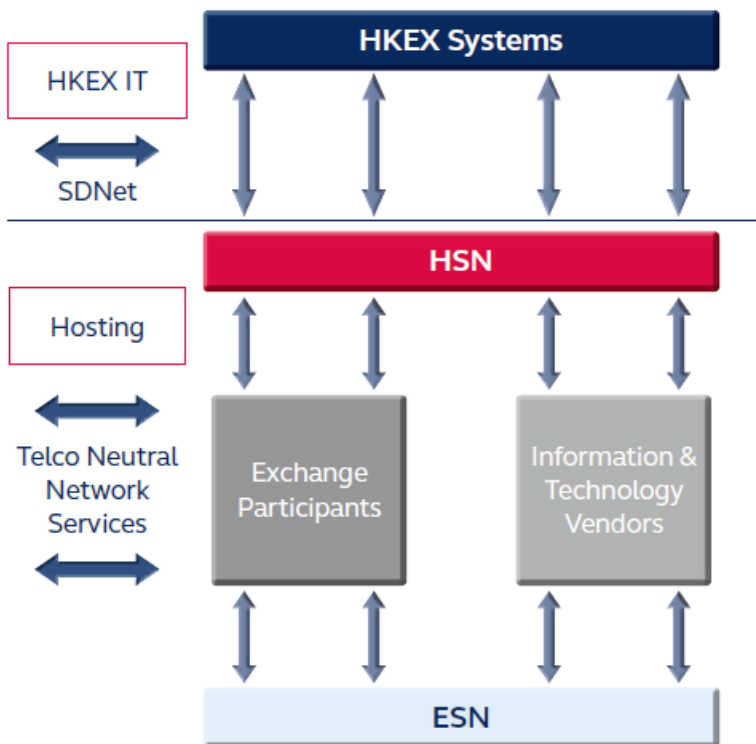 HKEX Systems
HKEX IT
SDNet
HSN
Hosting
Telco Neutral
Network
Services
Exchange
Participants
Information &
Technology
Vendors
ESN